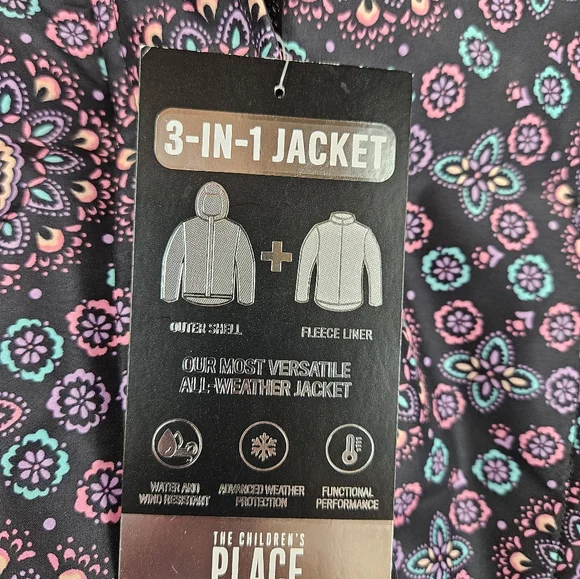 3-IN-1 JACKET
OUTER SHELL
FLEECE LINER
OUR MOST VERSATILE
ALL-WEATHER JACKET
WATER AND
WIND RESISTANT
ADVANCED WEATHER
PROTECTION
FUNCTIONAL
PERFORMANCE
THE CHILDREN'S
PLACE